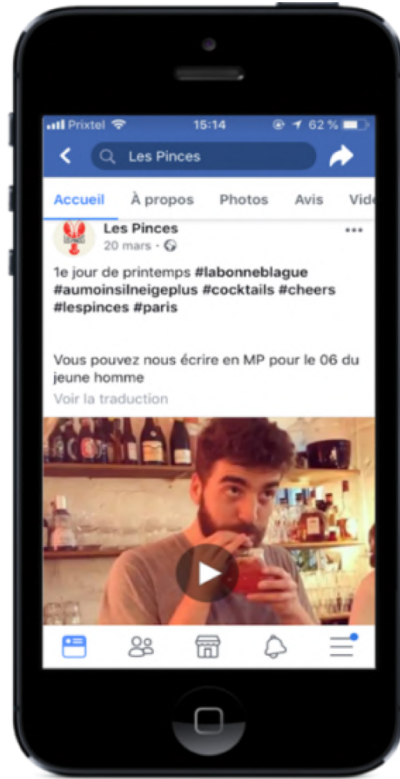 Prixtel 15:14 62 %
Les Pinces
Accueil À propos Photos Avis Vidé
Les Pinces
20 mars
1e jour de printemps #labonneblague
#aumoinsilneigeplus #cocktails #cheers
#lespinces #paris
Vous pouvez nous écrire en MP pour le 06 du
jeune homme
Voir la traduction